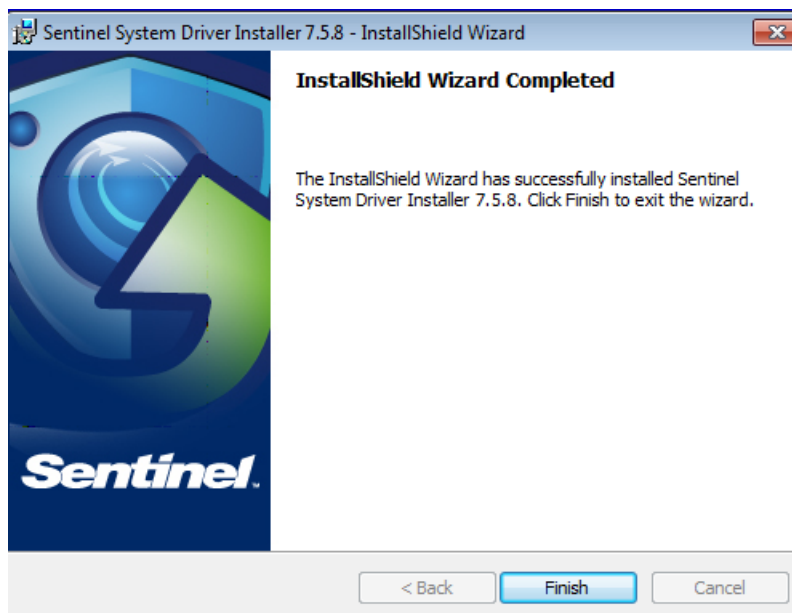 Sentinel System Driver Installer 7.5.8 - InstallShield Wizard
InstallShield Wizard Completed
The InstallShield Wizard has successfully installed Sentinel
System Driver Installer 7.5.8. Click Finish to exit the wizard.
Sentinel™
< Back
Finish
Cancel